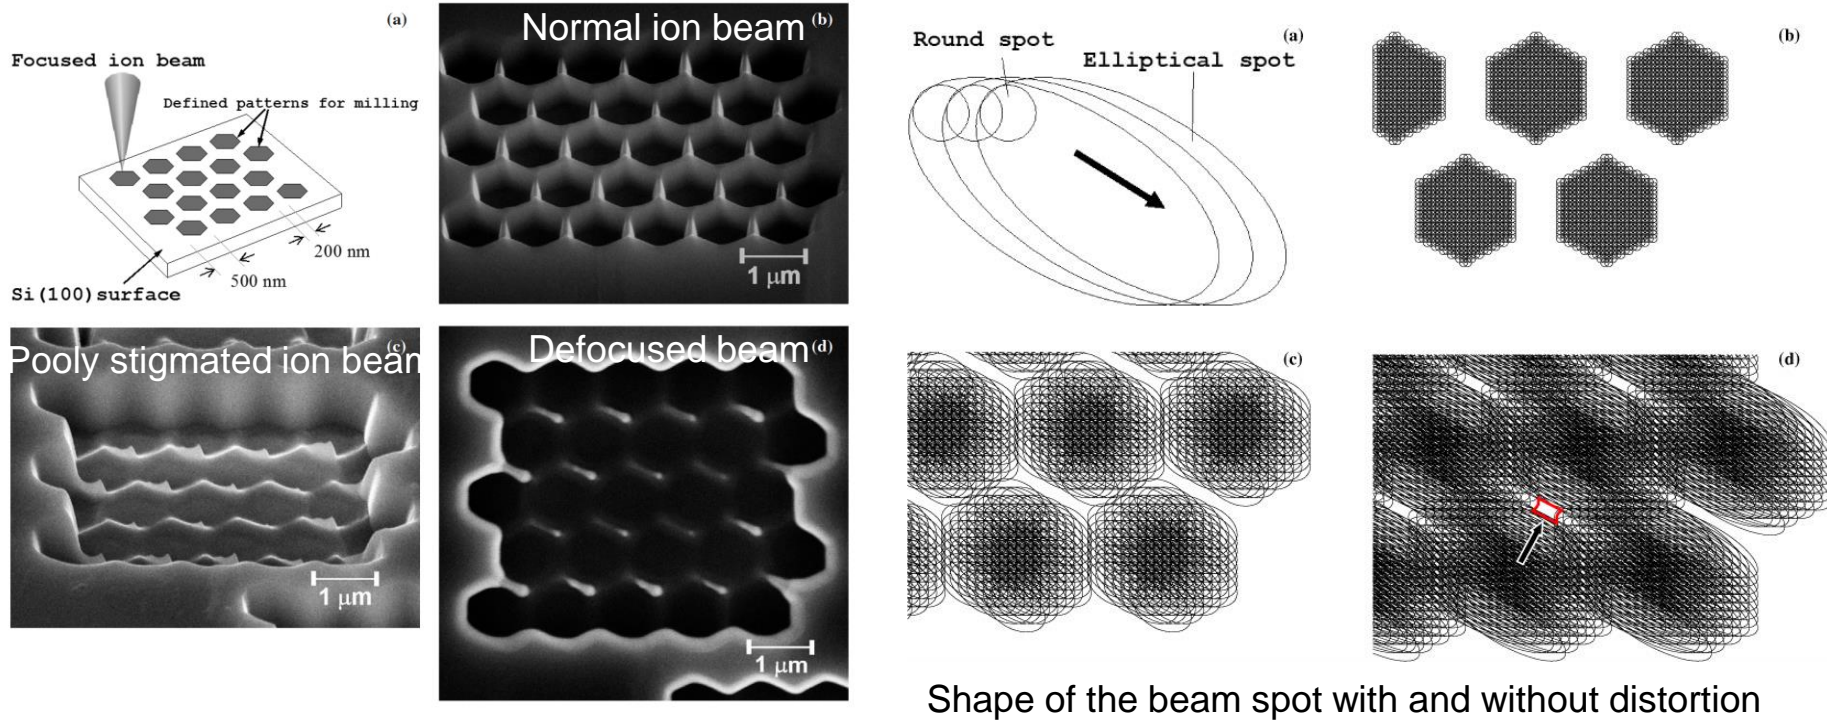 (a)
Focused ion beam
Defined patterns for milling
200 nm
500 nm
Si(100)surface
Normal ion beam (b)
1 μm
(c)
Pooly stigmated ion beam
1 μm
Defocused beam (d)
1 μm
(a)
Round spot
Elliptical spot
(b)
(c)
(d)
Shape of the beam spot with and without distortion